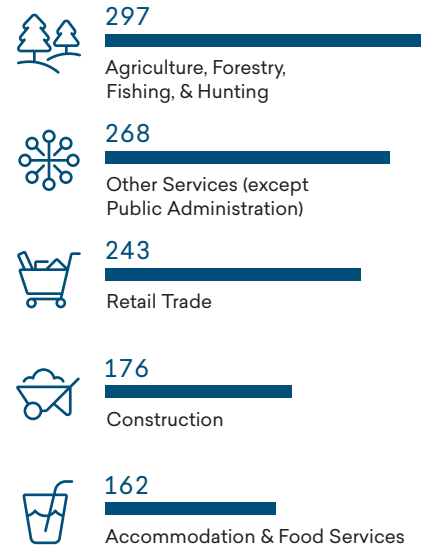 297
Agriculture, Forestry,
Fishing, & Hunting
268
Other Services (except
Public Administration)
243
Retail Trade
176
Construction
162
Accommodation & Food Services